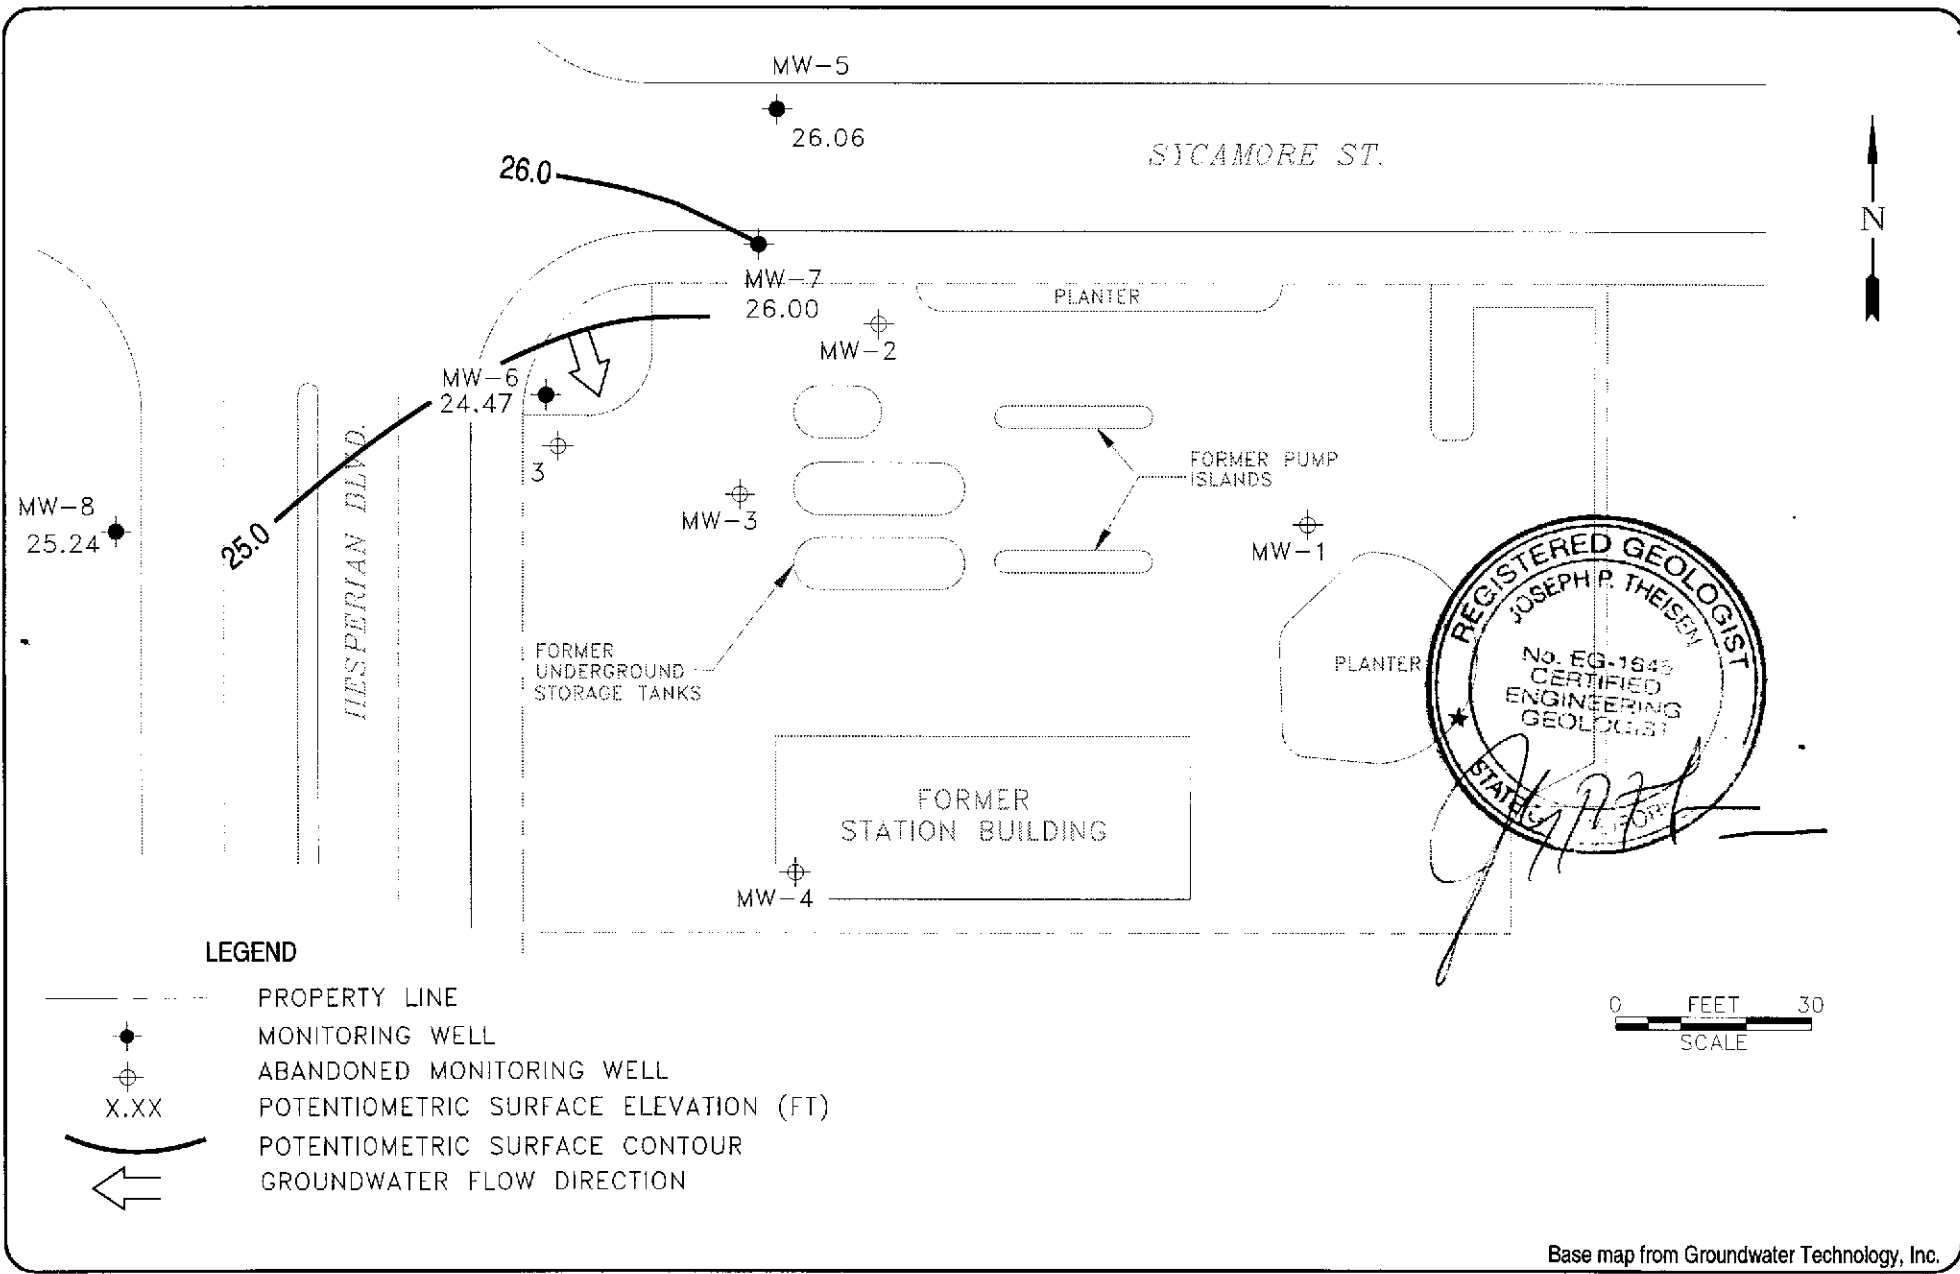 MW-5
26.06
SYCAMORE ST.
26.0
N
MW-7
26.00
PLANTER
MW-2
MW-6
24.47
3
HESPERIAN BLVD.
25.0
MW-8
25.24
MW-3
FORMER PUMP
ISLANDS
MW-1
FORMER
UNDERGROUND
STORAGE TANKS
PLANTER
REGISTERED GEOLOGIST
JOSEPH P. THEISEN
No. EG-1645
CERTIFIED
ENGINEERING
GEOLOGIST
STATE
FORMER
STATION BUILDING
MW-4
LEGEND
PROPERTY LINE
MONITORING WELL
ABANDONED MONITORING WELL
X.XX POTENTIOMETRIC SURFACE ELEVATION (FT)
POTENTIOMETRIC SURFACE CONTOUR
GROUNDWATER FLOW DIRECTION
0 FEET 30
SCALE
Base map from Groundwater Technology, Inc.